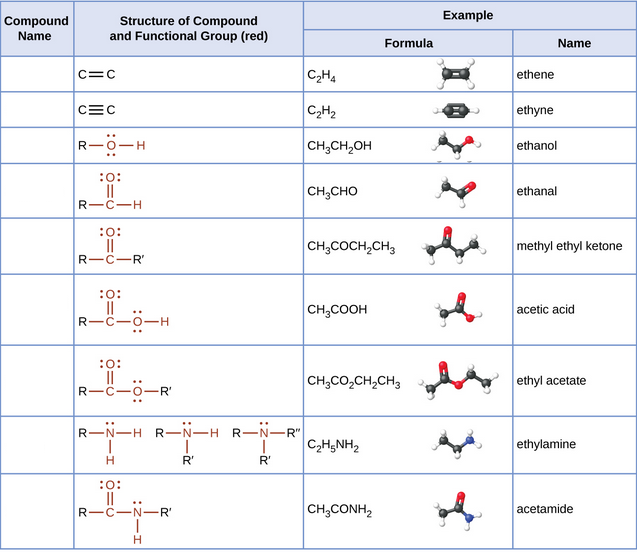 Compound Name
Structure of Compound and Functional Group (red)
Example
Formula
Name
C=C
C₂H₄
ethene
C≡C
C₂H₂
ethyne
R—O—H
CH₃CH₂OH
ethanol
O
R—C—H
CH₃CHO
ethanal
O
R—C—R′
CH₃COCH₂CH₃
methyl ethyl ketone
O
R—C—O—H
CH₃COOH
acetic acid
O
R—C—O—R′
CH₃CO₂CH₂CH₃
ethyl acetate
R—N—H R—N—H R—N—R″
H R′ R′
C₂H₅NH₂
ethylamine
O
R—C—N—R′
H
CH₃CONH₂
acetamide